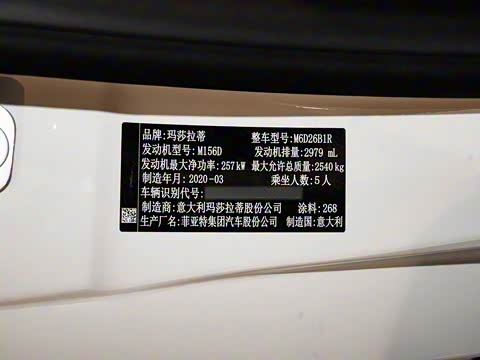 品牌:玛莎拉蒂 整车型号:M6D26B1R
发动机型号:M156D 发动机排量:2979 mL
发动机最大净功率:257kW 最大允许总质量:2540kg
制造年月:2020-03 乘坐人数:5人
车辆识别代号:
制造商:意大利玛莎拉蒂股份公司 涂料:268
生产厂名:菲亚特集团汽车股份公司 制造国:意大利